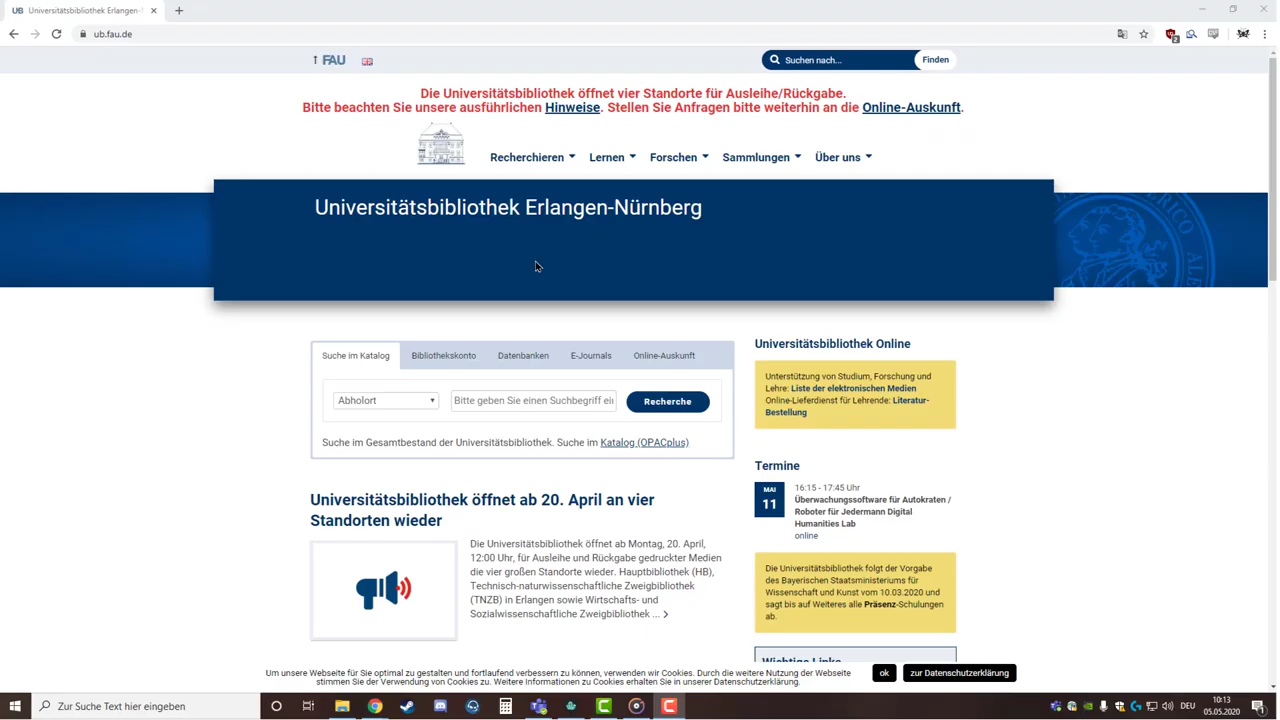 UB Universitätsbibliothek Erlangen-N
ub.fau.de
2
↑ FAU
Suchen nach...
Finden
Die Universitätsbibliothek öffnet vier Standorte für Ausleihe/Rückgabe.
Bitte beachten Sie unsere ausführlichen Hinweise. Stellen Sie Anfragen bitte weiterhin an die Online-Auskunft.
Recherchieren Lernen Forschen Sammlungen Über uns
Universitätsbibliothek Erlangen-Nürnberg
Suche im Katalog Bibliothekskonto Datenbanken E-Journals Online-Auskunft
Abholort
Bitte geben Sie einen Suchbegriff ein
Recherche
Suche im Gesamtbestand der Universitätsbibliothek. Suche im Katalog (OPACplus)
Universitätsbibliothek öffnet ab 20. April an vier
Standorten wieder
Die Universitätsbibliothek öffnet ab Montag, 20. April,
12:00 Uhr, für Ausleihe und Rückgabe gedruckter Medien
die vier großen Standorte wieder. Hauptbibliothek (HB),
Technisch-naturwissenschaftliche Zweigbibliothek
(TNZB) in Erlangen sowie Wirtschafts- und
Sozialwissenschaftliche Zweigbibliothek ... >
Universitätsbibliothek Online
Unterstützung von Studium, Forschung und
Lehre: Liste der elektronischen Medien
Online-Lieferdienst für Lehrende: Literatur-
Bestellung
Termine
MAI
11
16:15 - 17:45 Uhr
Überwachungssoftware für Autokraten /
Roboter für Jedermann Digital
Humanities Lab
online
Die Universitätsbibliothek folgt der Vorgabe
des Bayerischen Staatsministeriums für
Wissenschaft und Kunst vom 10.03.2020 und
sagt bis auf Weiteres alle Präsenz-Schulungen
ab.
Wichtige Links
Um unsere Webseite für Sie optimal zu gestalten und fortlaufend verbessern zu können, verwenden wir Cookies. Durch die weitere Nutzung der Webseite
stimmen Sie der Verwendung von Cookies zu. Weitere Informationen zu Cookies erhalten Sie in unserer Datenschutzerklärung.
ok
zur Datenschutzerklärung
Zur Suche Text hier eingeben
DEU
10:13
05.05.2020